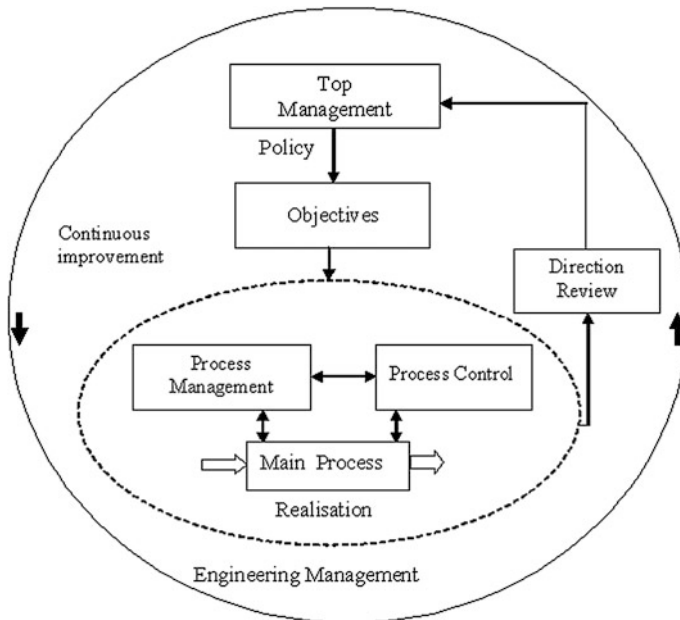 Top
Management
Policy
Objectives
Continuous
improvement
Direction
Review
Process
Management
Process Control
Main Process
Realisation
Engineering Management